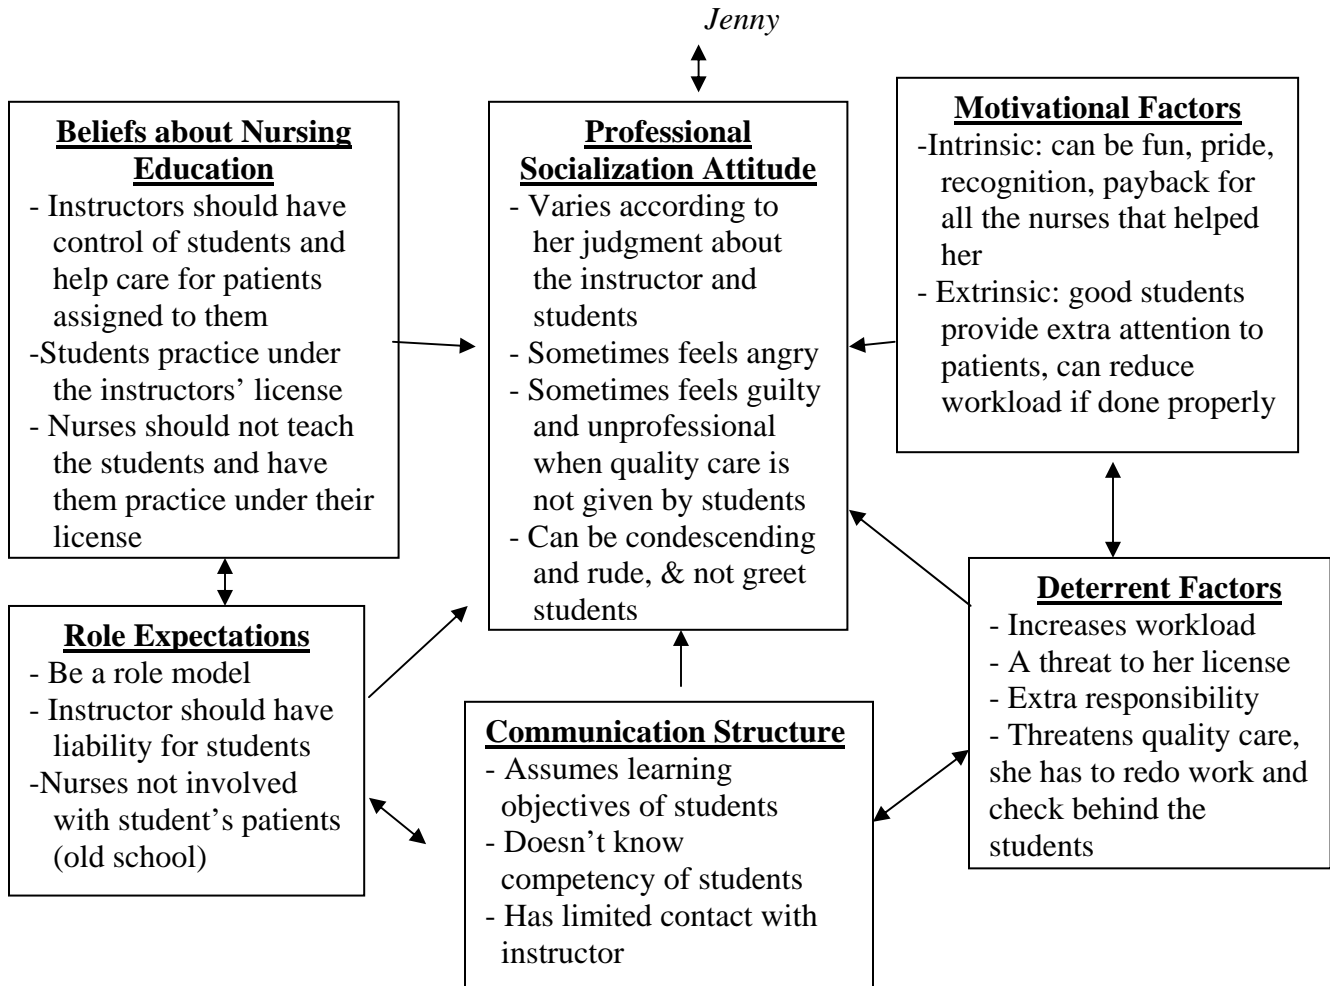 Jenny
Beliefs about Nursing
Education
- Instructors should have
control of students and
help care for patients
assigned to them
-Students practice under
the instructors’ license
- Nurses should not teach
the students and have
them practice under their
license
Professional
Socialization Attitude
- Varies according to
her judgment about
the instructor and
students
- Sometimes feels angry
- Sometimes feels guilty
and unprofessional
when quality care is
not given by students
- Can be condescending
and rude, & not greet
students
Motivational Factors
-Intrinsic: can be fun, pride,
recognition, payback for
all the nurses that helped
her
- Extrinsic: good students
provide extra attention to
patients, can reduce
workload if done properly
Role Expectations
- Be a role model
- Instructor should have
liability for students
-Nurses not involved
with student’s patients
(old school)
Communication Structure
- Assumes learning
objectives of students
- Doesn’t know
competency of students
- Has limited contact with
instructor
Deterrent Factors
- Increases workload
- A threat to her license
- Extra responsibility
- Threatens quality care,
she has to redo work and
check behind the
students